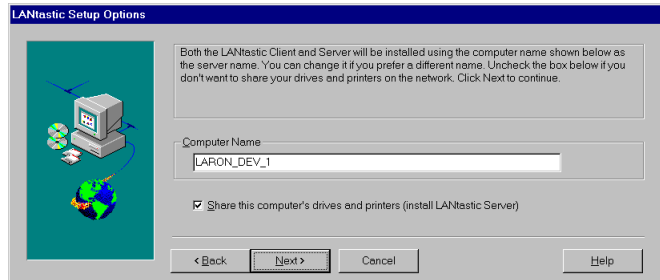 LANtastic Setup Options
Both the LANtastic Client and Server will be installed using the computer name shown below as
the server name. You can change it if you prefer a different name. Uncheck the box below if you
don't want to share your drives and printers on the network. Click Next to continue.
Computer Name
LARON_DEV_1
Share this computer's drives and printers (install LANtastic Server)
< Back
Next >
Cancel
Help